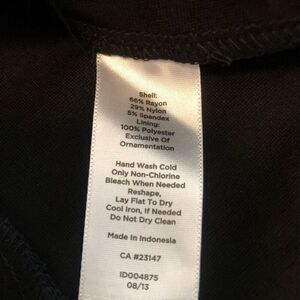 Shell:
66% Rayon
29% Nylon
5% Spandex
Lining:
100% Polyester
Exclusive Of
Ornamentation
Hand Wash Cold
Only Non-Chlorine
Bleach When Needed
Reshape,
Lay Flat To Dry
Cool Iron, If Needed
Do Not Dry Clean
Made in Indonesia
CA #23147
ID004875
08/13